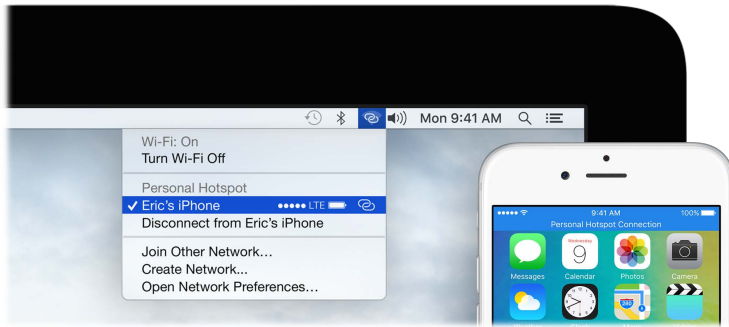 Mon 9:41 AM
Wi-Fi: On
Turn Wi-Fi Off
Personal Hotspot
✓ Eric's iPhone ●●●●● LTE
Disconnect from Eric's iPhone
Join Other Network...
Create Network...
Open Network Preferences...
9:41 AM 100%
Personal Hotspot Connection
Wednesday
9
Messages Calendar Photos Camera
280